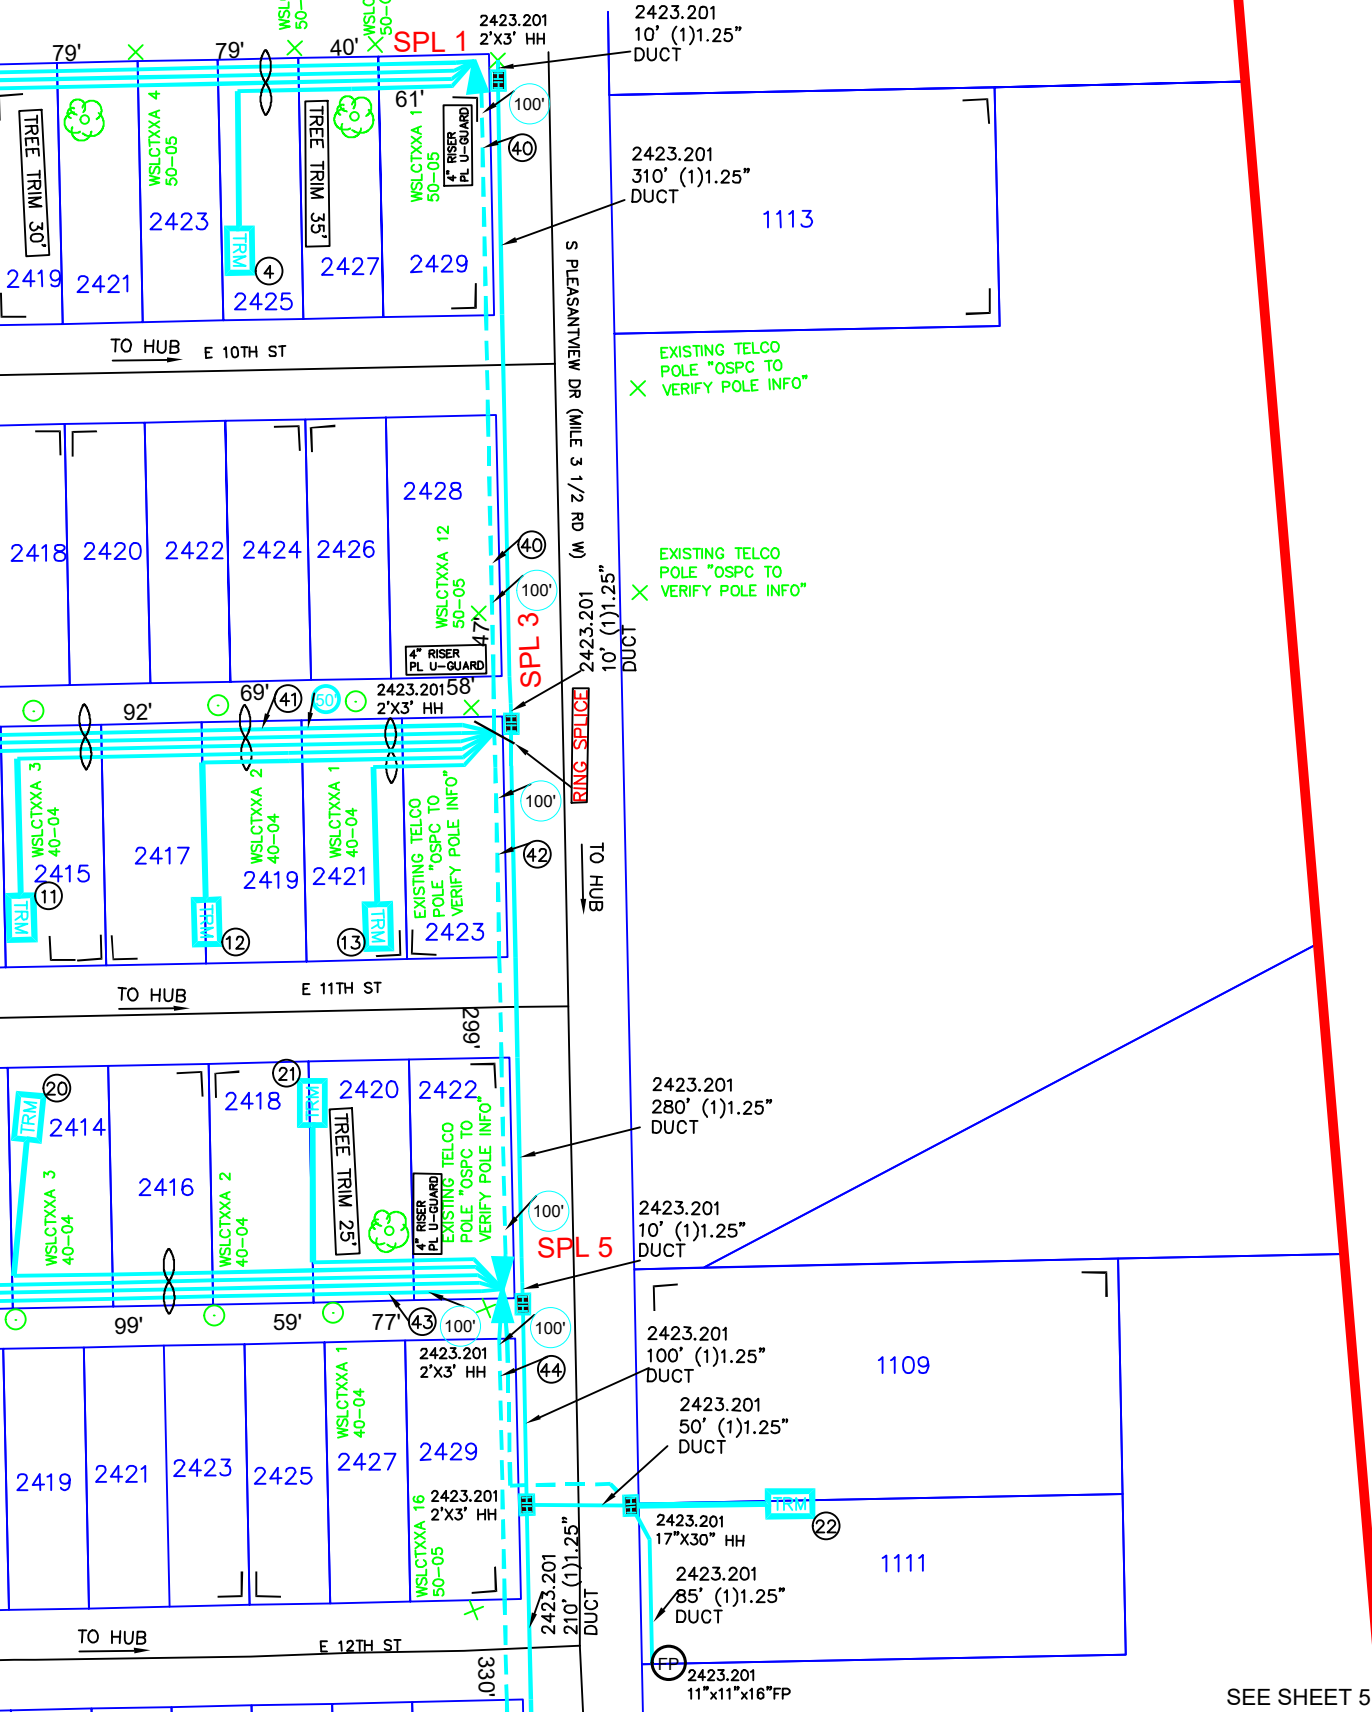 WSLC
50-0
WSLC
50-0
79'
79'
40'
SPL 1
2423.201
2'X3' HH
2423.201
10' (1)1.25"
DUCT
61'
100'
40
4" RISER
PL U-GUARD
TREE TRIM 30'
WSLCTXXA 4
50-05
TREE TRIM 35'
WSLCTXXA 1
50-05
2423.201
310' (1)1.25"
DUCT
1113
2419
2421
2423
TRM
4
2425
2427
2429
S PLEASANTVIEW DR (MILE 3 1/2 RD W)
TO HUB
E 10TH ST
EXISTING TELCO
POLE "OSPC TO
VERIFY POLE INFO"
2418
2420
2422
2424
2426
2428
WSLCTXXA 12
50-05
40
100'
47'
SPL 3
2423.201
10' (1)1.25"
DUCT
EXISTING TELCO
POLE "OSPC TO
VERIFY POLE INFO"
4" RISER
PL U-GUARD
92'
69'
41
50'
2423.201
2'X3' HH
58'
RING SPLICE
100'
42
TO HUB
WSLCTXXA 3
40-04
2415
11
TRM
2417
WSLCTXXA 2
40-04
2419
TRM
12
WSLCTXXA 1
40-04
2421
13
TRM
EXISTING TELCO
POLE "OSPC TO
VERIFY POLE INFO"
2423
TO HUB
E 11TH ST
299'
20
TRM
2414
WSLCTXXA 3
40-04
2416
WSLCTXXA 2
40-04
2418
21
TRM
2420
TREE TRIM 25'
2422
EXISTING TELCO
POLE "OSPC TO
VERIFY POLE INFO"
4" RISER
PL U-GUARD
2423.201
280' (1)1.25"
DUCT
100'
SPL 5
2423.201
10' (1)1.25"
DUCT
99'
59'
77'
43
100'
100'
2423.201
2'X3' HH
44
2423.201
100' (1)1.25"
DUCT
1109
2423.201
50' (1)1.25"
DUCT
2419
2421
2423
2425
WSLCTXXA 1
40-04
2427
2429
WSLCTXXA 16
50-05
2423.201
2'X3' HH
TRM
22
2423.201
17"X30" HH
1111
2423.201
210' (1)1.25"
DUCT
2423.201
85' (1)1.25"
DUCT
TO HUB
E 12TH ST
330'
FP
2423.201
11"x11"x16"FP
SEE SHEET 5